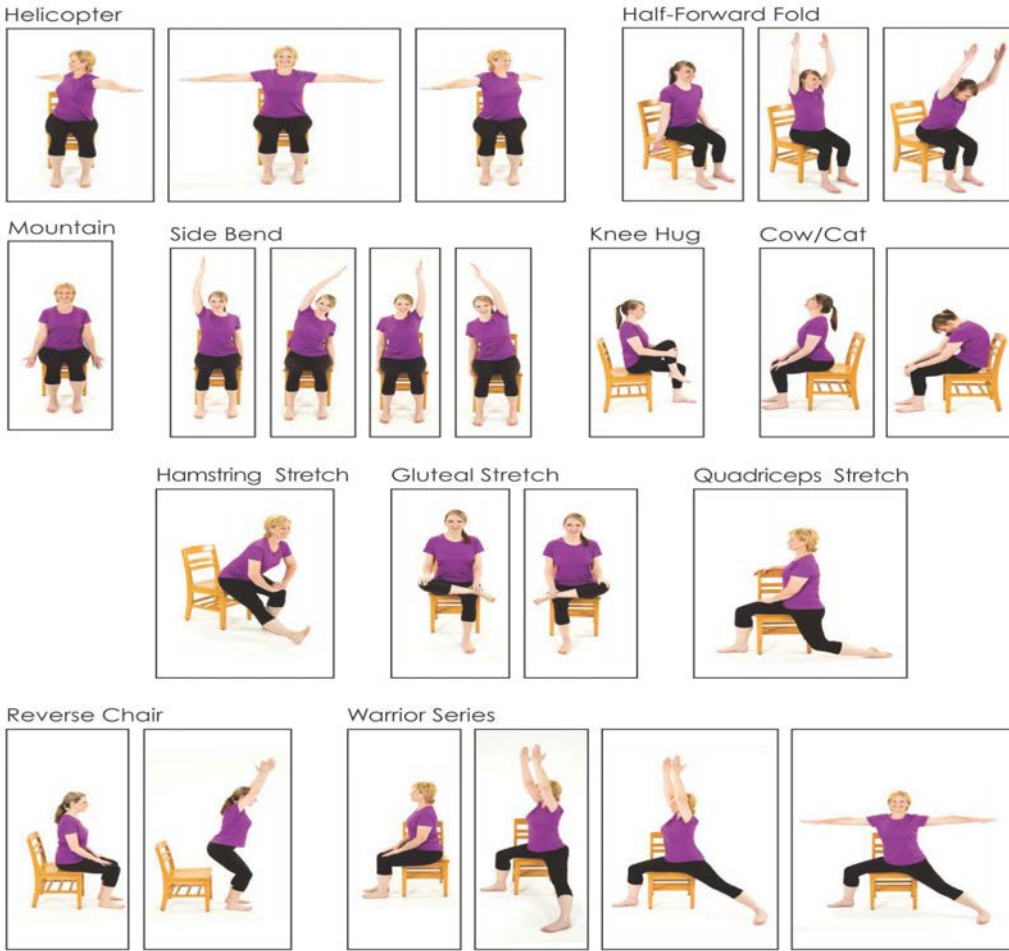 Helicopter
Half-Forward Fold
Mountain
Side Bend
Knee Hug
Cow/Cat
Hamstring Stretch
Gluteal Stretch
Quadriceps Stretch
Reverse Chair
Warrior Series